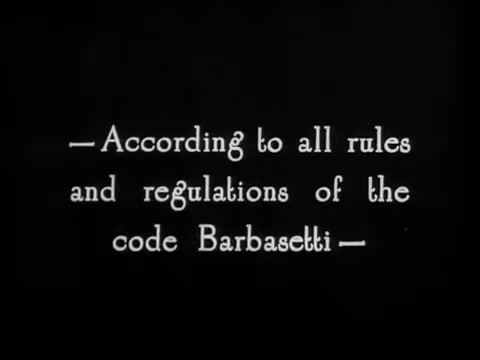 —According to all rules
and regulations of the
code Barbasetti—